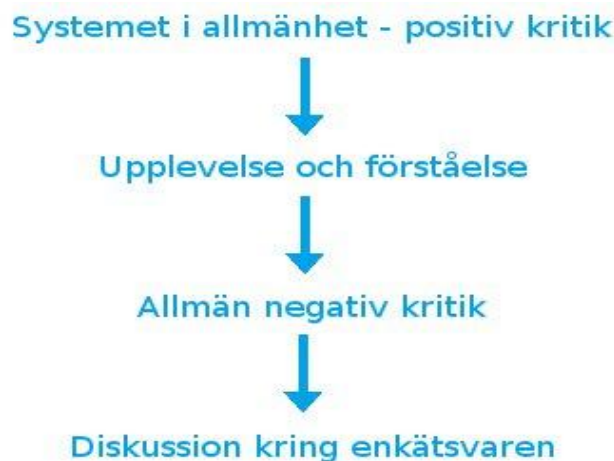 Systemet i allmänhet - positiv kritik
Upplevelse och förståelse
Allmän negativ kritik
Diskussion kring enkätsvaren